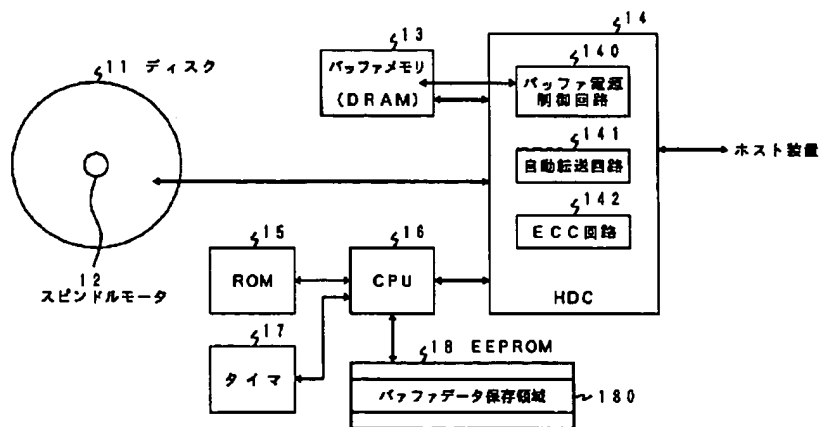 11 ディスク
12
スピンドルモータ
13
バッファメモリ
(DRAM)
14
140
バッファ電源
制御回路
141
自動転送回路
142
ECC回路
HDC
ホスト装置
15
ROM
16
CPU
17
タイマ
18 EEPROM
バァファデータ保存領域
180